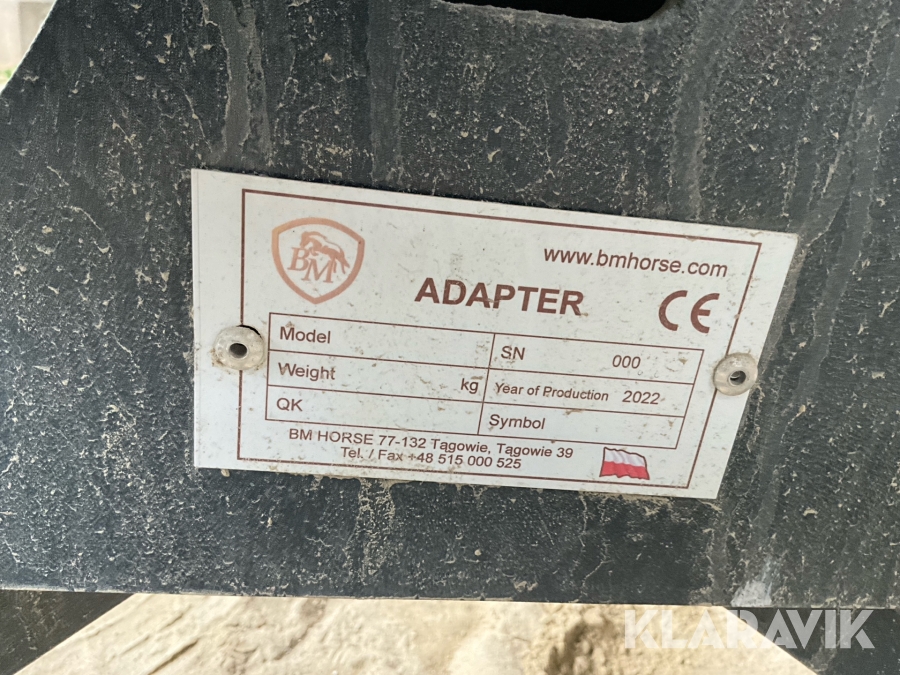 BM
www.bmhorse.com
ADAPTER
CE
Model
SN 000
Weight kg
Year of Production 2022
QK
Symbol
BM HORSE 77-132 Tągowie, Tągowie 39
Tel. / Fax +48 515 000 525
KLARAVIK